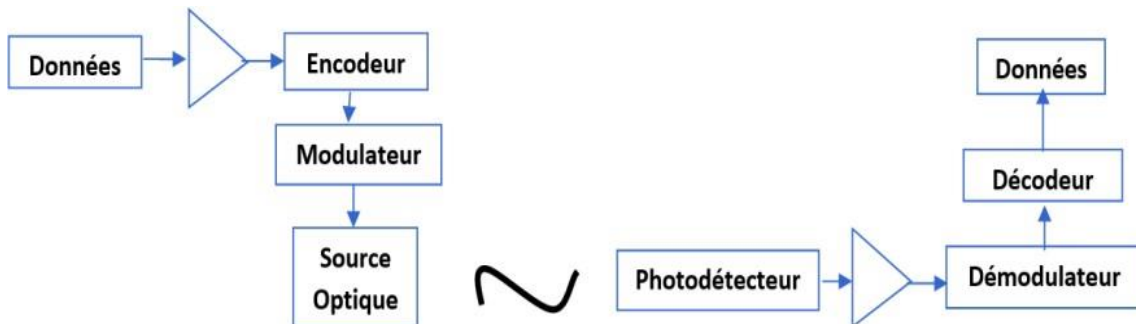 Données
Encodeur
Modulateur
Source
Optique
Photodétecteur
Démodulateur
Décodeur
Données